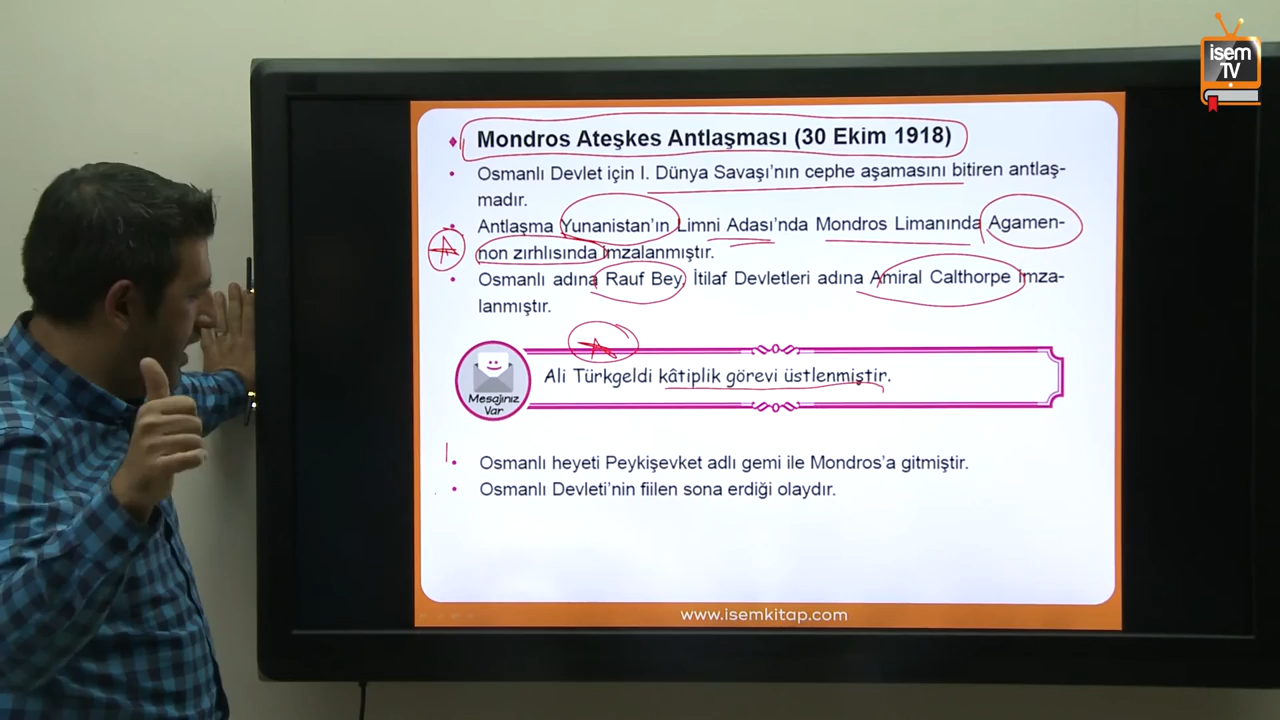 isem
TV
Mondros Ateşkes Antlaşması (30 Ekim 1918)
Osmanlı Devlet için I. Dünya Savaşı'nın cephe aşamasını bitiren antlaş-
madır.
Antlaşma Yunanistan'ın Limni Adası'nda Mondros Limanında Agamen-
non zırhlısında imzalanmıştır.
Osmanlı adına Rauf Bey, İtilaf Devletleri adına Amiral Calthorpe imza-
lanmıştır.
Ali Türkgeldi kâtiplik görevi üstlenmiştir.
Mesajınız
Var
Osmanlı heyeti Peykişevket adlı gemi ile Mondros'a gitmiştir.
Osmanlı Devleti'nin fiilen sona erdiği olaydır.
www.isemkitap.com